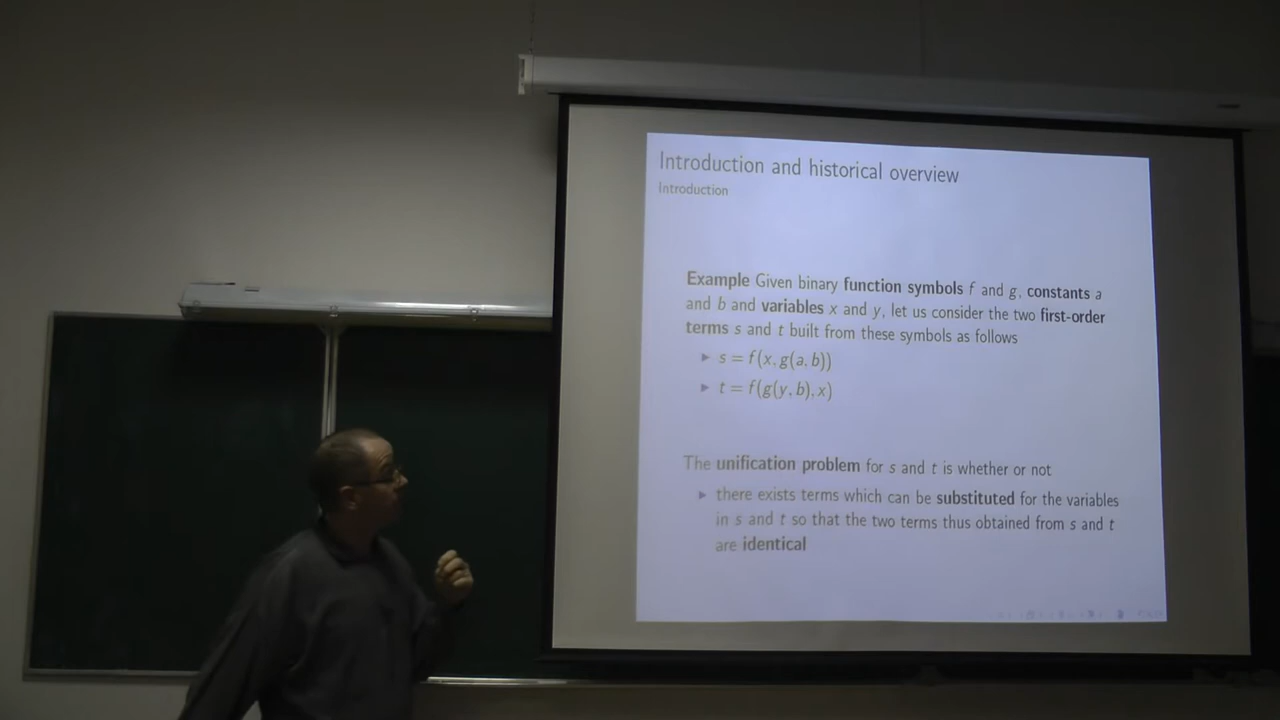 Introduction and historical overview
Introduction
Example Given binary function symbols f and g, constants a
and b and variables x and y, let us consider the two first-order
terms s and t built from these symbols as follows
▶ s = f(x, g(a, b))
▶ t = f(g(y, b), x)
The unification problem for s and t is whether or not
▶ there exists terms which can be substituted for the variables
in s and t so that the two terms thus obtained from s and t
are identical